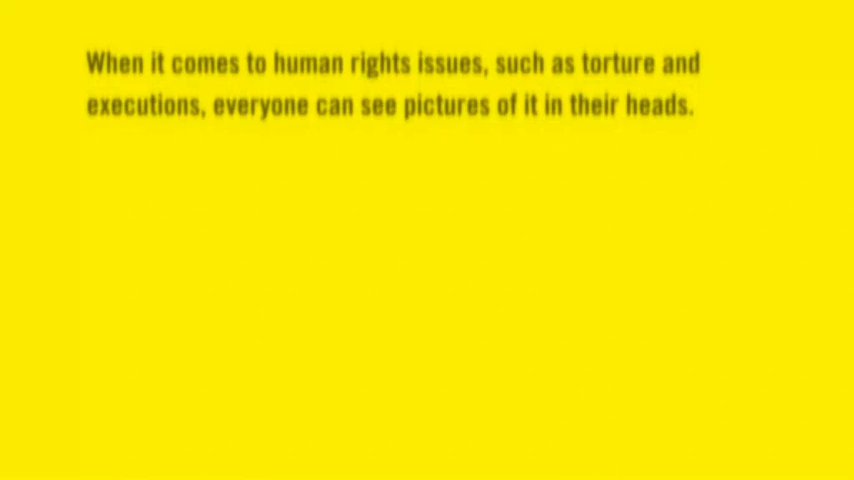 When it comes to human rights issues, such as torture and
executions, everyone can see pictures of it in their heads.